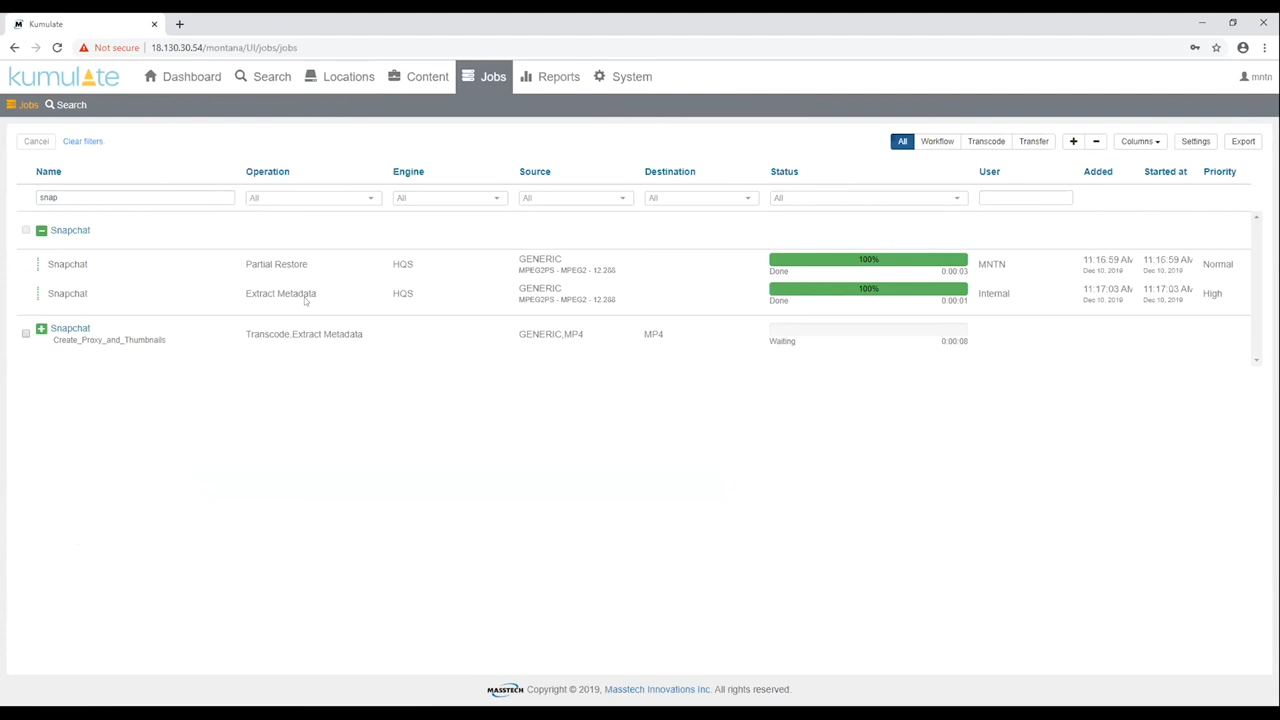 Kumulate
Not secure 18.130.30.54/montana/UI/jobs/jobs
kumulate Dashboard Search Locations Content Jobs Reports System mntn
Jobs Search
Cancel Clear filters All Workflow Transcode Transfer + - Columns Settings Export
Name Operation Engine Source Destination Status User Added Started at Priority
snap All All All All All
Snapchat
Snapchat Partial Restore HQS GENERIC 100% MNTN 11:16:59 AM 11:16:59 AM Normal
MPEG2PS - MPEG2 - 12.288 Done 0:00:03 Dec 10, 2019 Dec 10, 2019
Snapchat Extract Metadata HQS GENERIC 100% Internal 11:17:03 AM 11:17:03 AM High
MPEG2PS - MPEG2 - 12.288 Done 0:00:01 Dec 10, 2019 Dec 10, 2019
Snapchat Transcode,Extract Metadata GENERIC,MP4 MP4
Create_Proxy_and_Thumbnails Waiting 0:00:08
MASSTECH Copyright © 2019, Masstech Innovations Inc. All rights reserved.